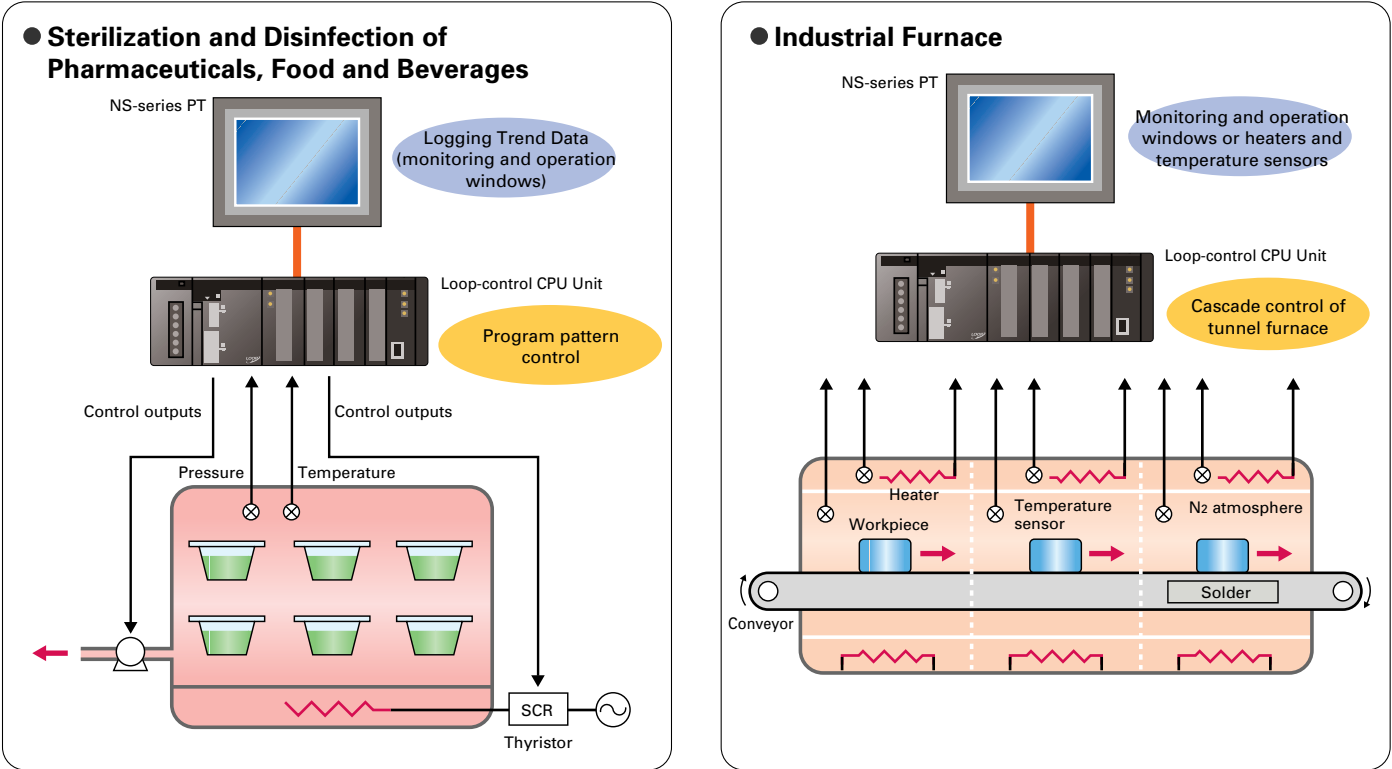 Sterilization and Disinfection of
Pharmaceuticals, Food and Beverages
NS-series PT
Logging Trend Data
(monitoring and operation
windows)
Loop-control CPU Unit
Program pattern
control
Control outputs
Control outputs
Pressure
Temperature
SCR
Thyristor
Industrial Furnace
NS-series PT
Monitoring and operation
windows or heaters and
temperature sensors
Loop-control CPU Unit
Cascade control of
tunnel furnace
Heater
Workpiece
Temperature
sensor
N2 atmosphere
Solder
Conveyor